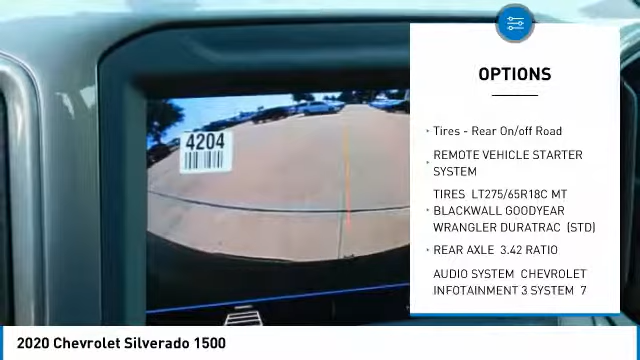 4204
OPTIONS
Tires - Rear On/off Road
REMOTE VEHICLE STARTER
SYSTEM
TIRES LT275/65R18C MT
BLACKWALL GOODYEAR
WRANGLER DURATRAC (STD)
REAR AXLE 3.42 RATIO
AUDIO SYSTEM CHEVROLET
INFOTAINMENT 3 SYSTEM 7
2020 Chevrolet Silverado 1500